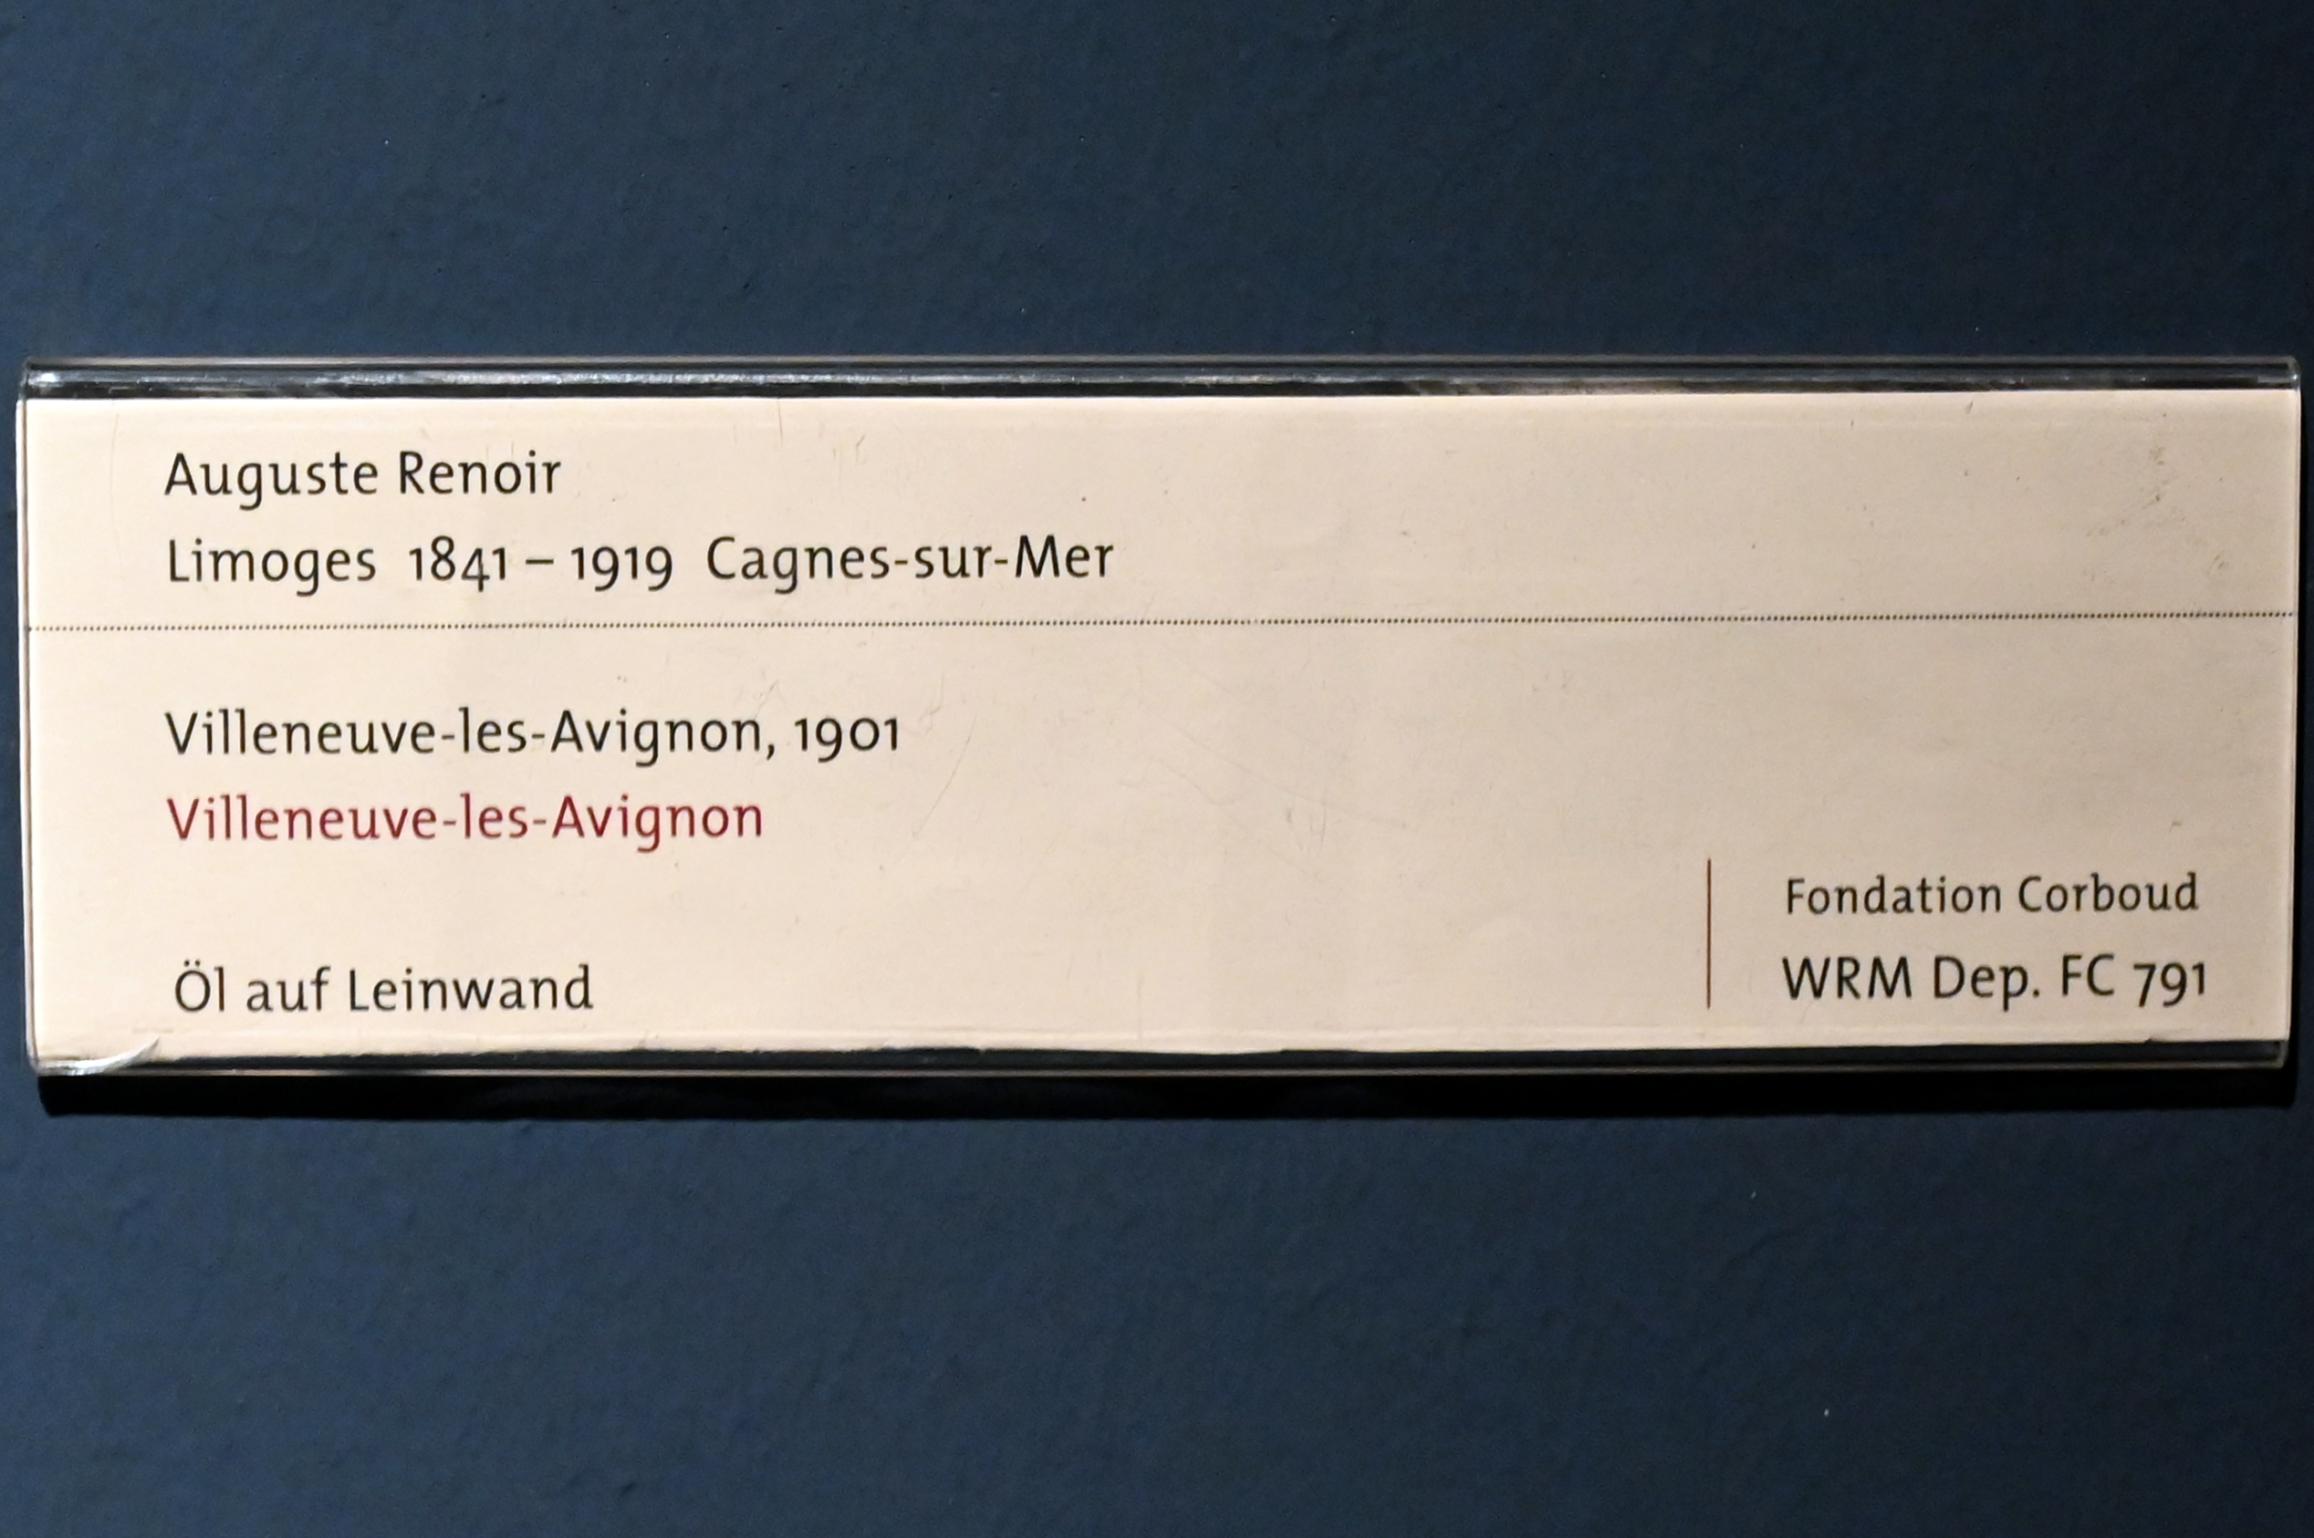 Auguste Renoir
Limoges 1841 – 1919 Cagnes-sur-Mer
Villeneuve-les-Avignon, 1901
Villeneuve-les-Avignon
Öl auf Leinwand
Fondation Corboud
WRM Dep. FC 791